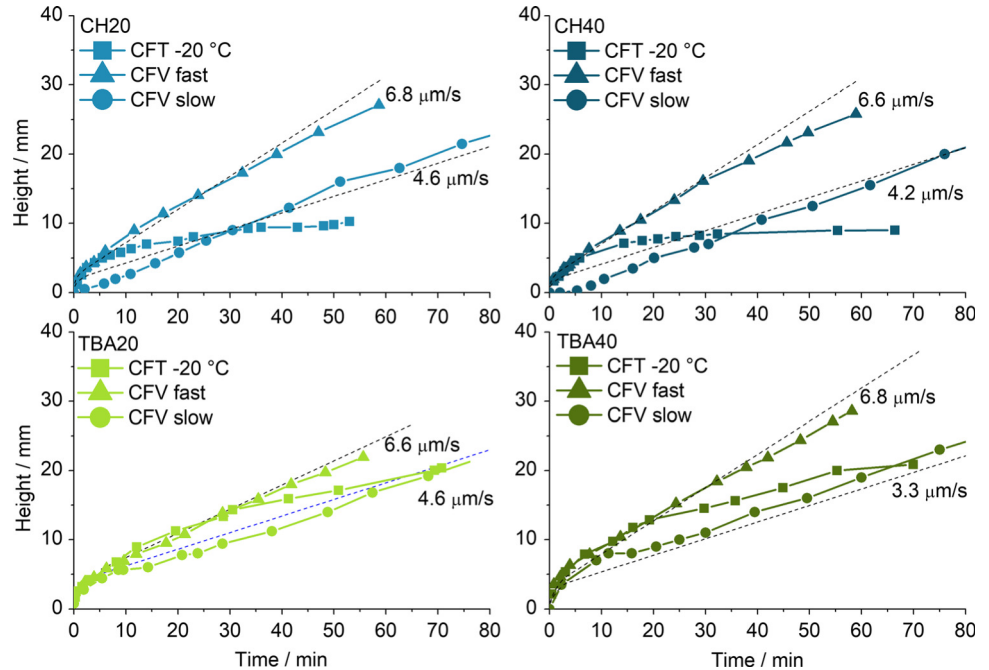 CH20
CFT -20 °C
CFV fast
CFV slow
6.8 μm/s
4.6 μm/s
Height / mm
40
30
20
10
0
0 10 20 30 40 50 60 70 80
CH40
CFT -20 °C
CFV fast
CFV slow
6.6 μm/s
4.2 μm/s
40
30
20
10
0
0 10 20 30 40 50 60 70 80
TBA20
CFT -20 °C
CFV fast
CFV slow
6.6 μm/s
4.6 μm/s
Height / mm
40
30
20
10
0
0 10 20 30 40 50 60 70 80
Time / min
TBA40
CFT -20 °C
CFV fast
CFV slow
6.8 μm/s
3.3 μm/s
40
30
20
10
0
0 10 20 30 40 50 60 70 80
Time / min